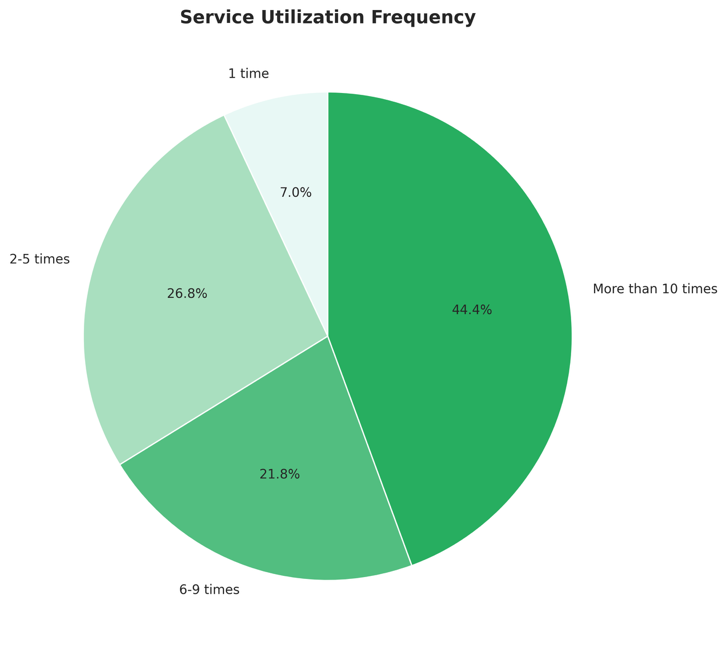 Service Utilization Frequency
1 time
7.0%
2-5 times
26.8%
More than 10 times
44.4%
21.8%
6-9 times